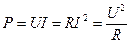 P = UI = RI² = U²/R